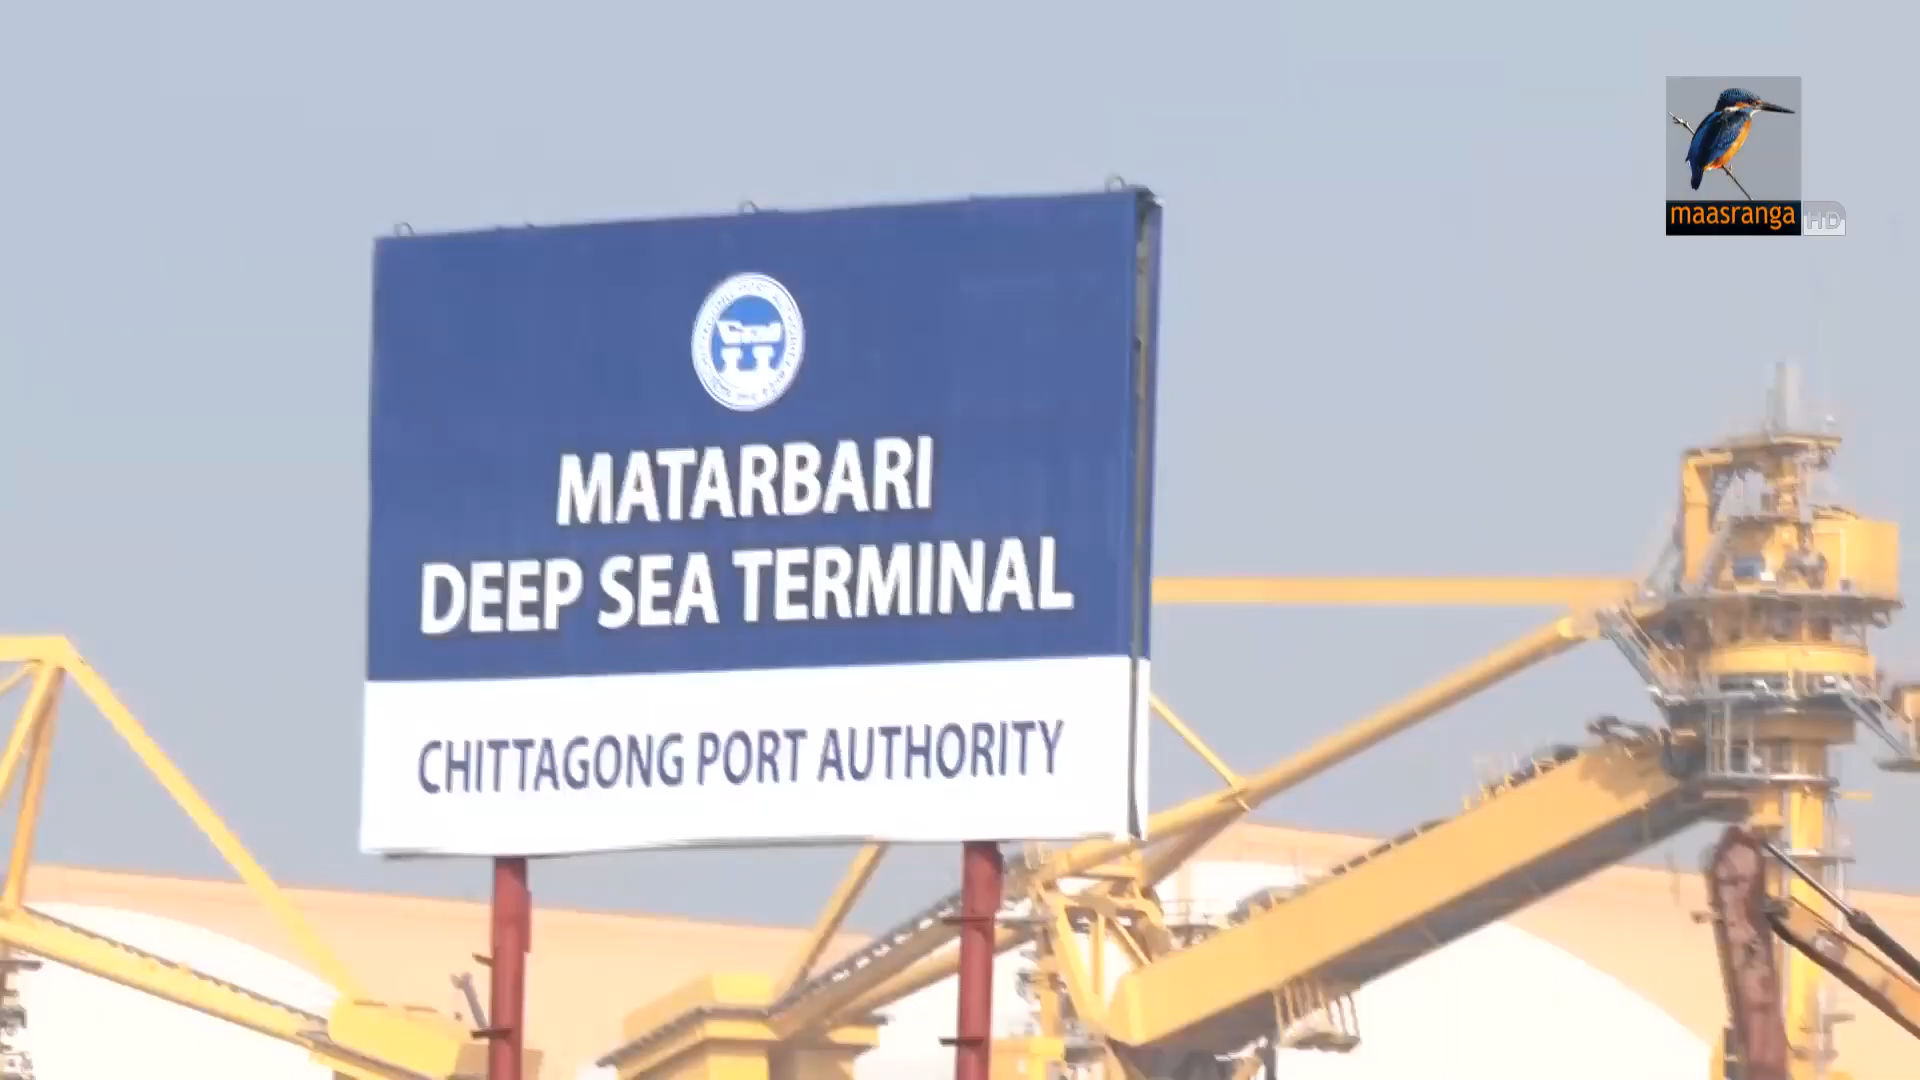 maasranga HD
MATARBARI
DEEP SEA TERMINAL
CHITTAGONG PORT AUTHORITY